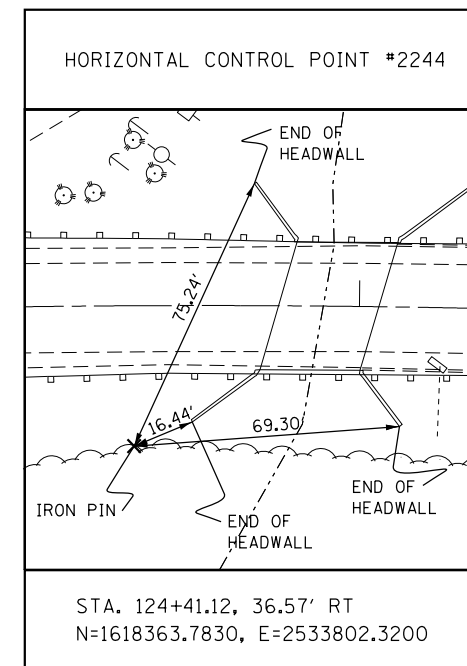 HORIZONTAL CONTROL POINT #2244
END OF
HEADWALL
75.24'
16.44'
69.30'
IRON PIN
END OF
HEADWALL
END OF
HEADWALL
STA. 124+41.12, 36.57' RT
N=1618363.7830, E=2533802.3200